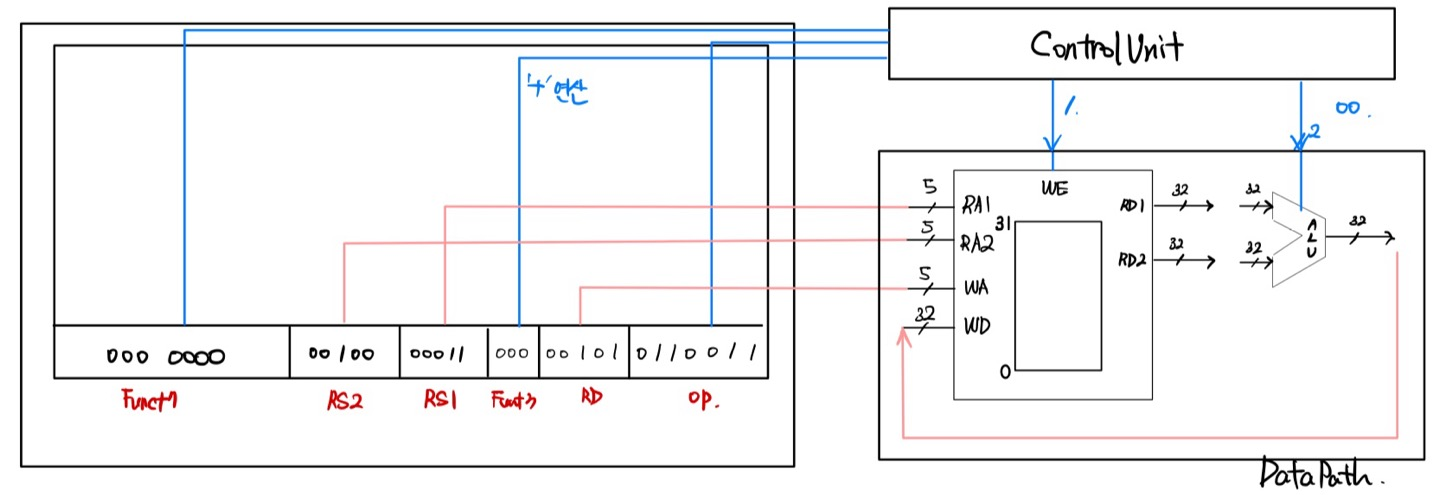 Control Unit
'+' 연산
1.
00.
2
5
RA1
5
RA2
5
WA
32
WD
WE
31
0
RD1
32
RD2
32
32
32
ALU
32
000 0000
00100
00011
000
00101
0110011
Funct7
RS2
RS1
Funct3
RD
OP.
DataPath.